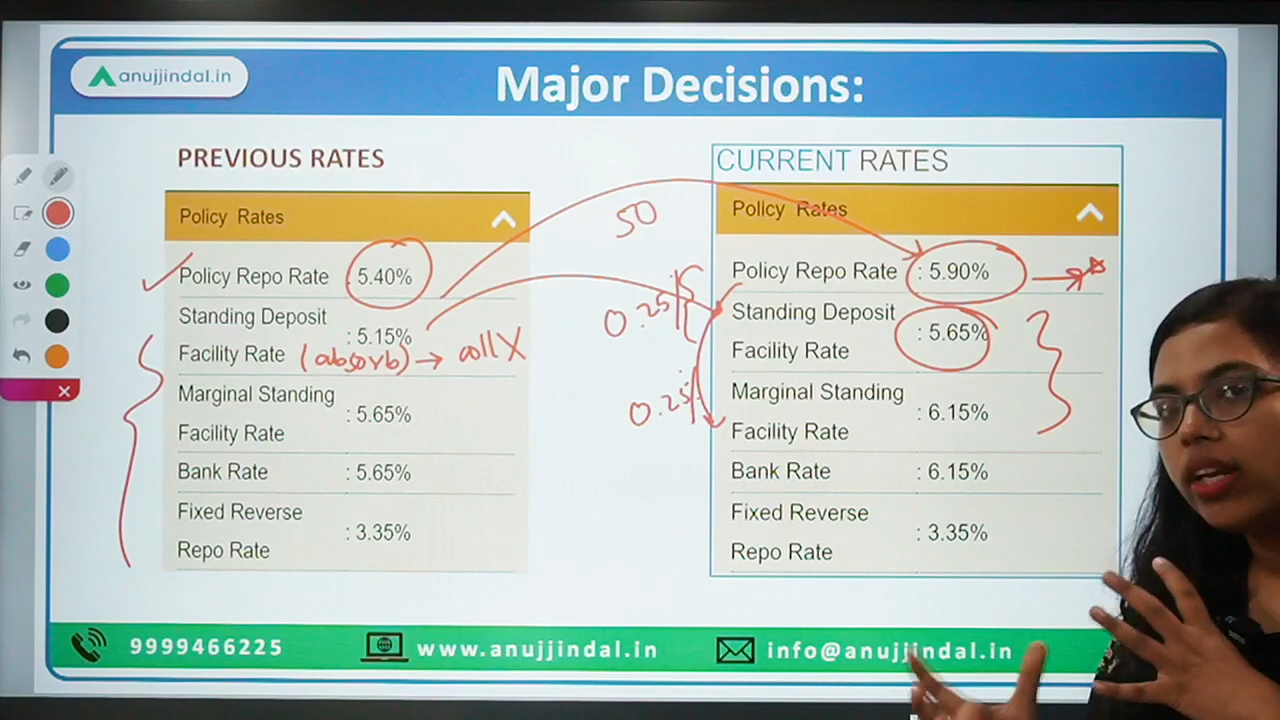 anujjindal.in
Major Decisions:
PREVIOUS RATES
Policy Rates
Policy Repo Rate : 5.40%
Standing Deposit
Facility Rate : 5.15%
(absorb) → coll X
Marginal Standing
Facility Rate : 5.65%
Bank Rate : 5.65%
Fixed Reverse
Repo Rate : 3.35%
50
0.25%
0.25%
CURRENT RATES
Policy Rates
Policy Repo Rate : 5.90%
Standing Deposit
Facility Rate : 5.65%
Marginal Standing
Facility Rate : 6.15%
Bank Rate : 6.15%
Fixed Reverse
Repo Rate : 3.35%
9999466225
www.anujjindal.in
info@anujjindal.in